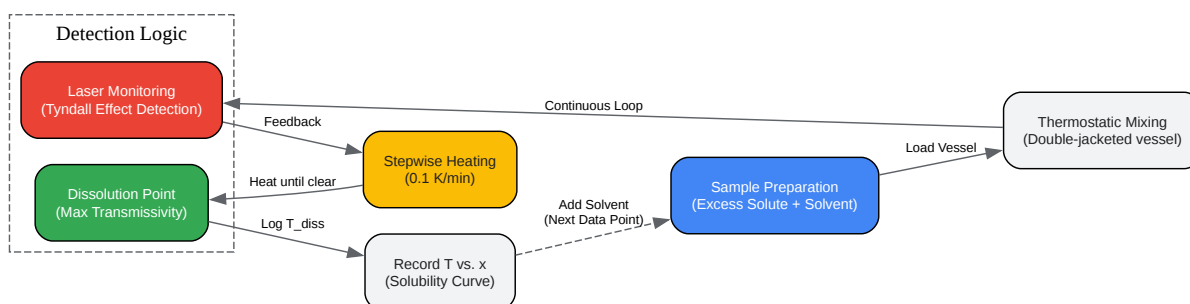 Detection Logic
Laser Monitoring
(Tyndall Effect Detection)
Continuous Loop
Thermostatic Mixing
(Double-jacketed vessel)
Feedback
Stepwise Heating
(0.1 K/min)
Load Vessel
Heat until clear
Dissolution Point
(Max Transmissivity)
Sample Preparation
(Excess Solute + Solvent)
Log T_diss
Add Solvent
(Next Data Point)
Record T vs. x
(Solubility Curve)